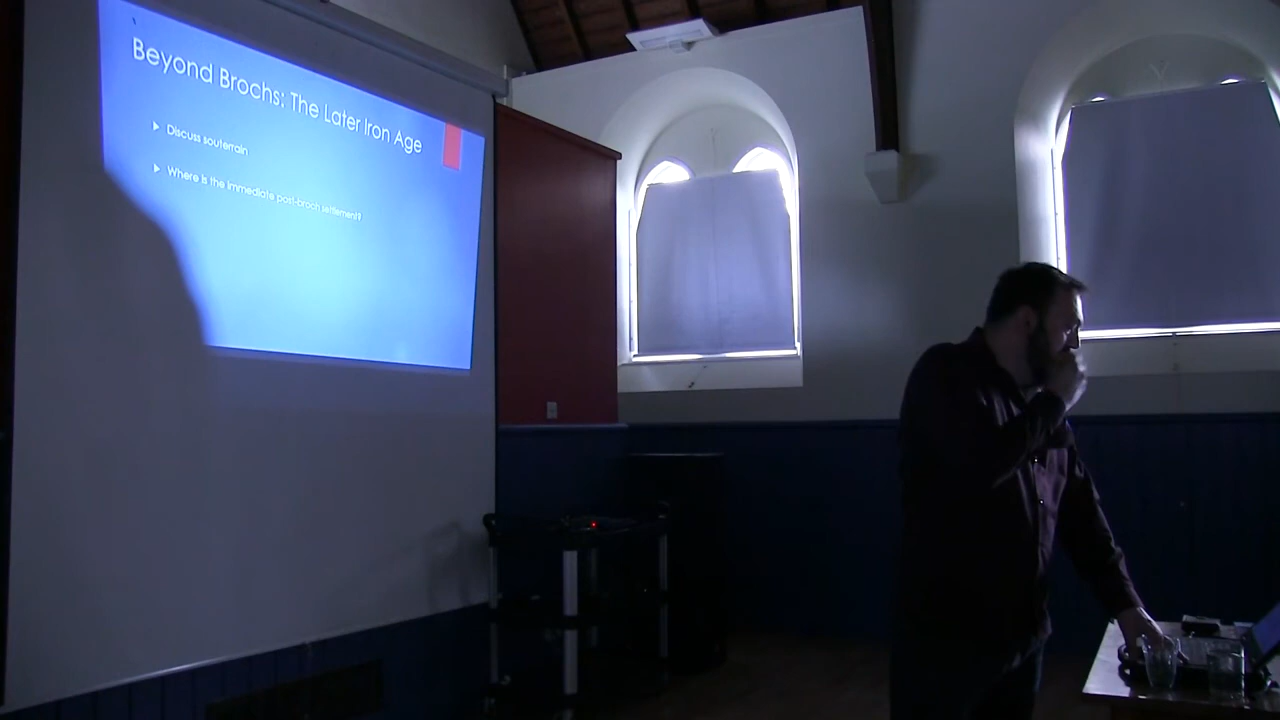 Beyond Brochs: The Later Iron Age
Discuss souterrain
Where is the immediate post-broch settlement?